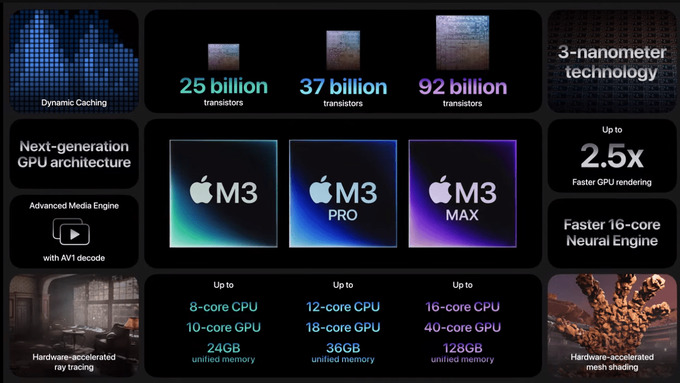 Dynamic Caching
25 billion
transistors
37 billion
transistors
92 billion
transistors
3-nanometer
technology
Next-generation
GPU architecture
M3
M3
PRO
M3
MAX
Up to
2.5x
Faster GPU rendering
Advanced Media Engine
with AV1 decode
Faster 16-core
Neural Engine
Hardware-accelerated
ray tracing
Up to
8-core CPU
10-core GPU
24GB
unified memory
Up to
12-core CPU
18-core GPU
36GB
unified memory
Up to
16-core CPU
40-core GPU
128GB
unified memory
Hardware-accelerated
mesh shading